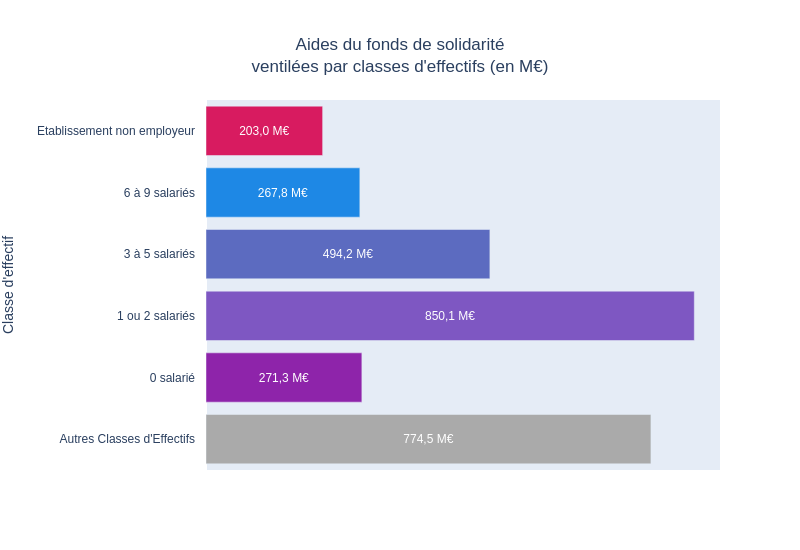 Aides du fonds de solidarité
ventilées par classes d'effectifs (en M€)
Classe d'effectif
Etablissement non employeur
203,0 M€
6 à 9 salariés
267,8 M€
3 à 5 salariés
494,2 M€
1 ou 2 salariés
850,1 M€
0 salarié
271,3 M€
Autres Classes d'Effectifs
774,5 M€